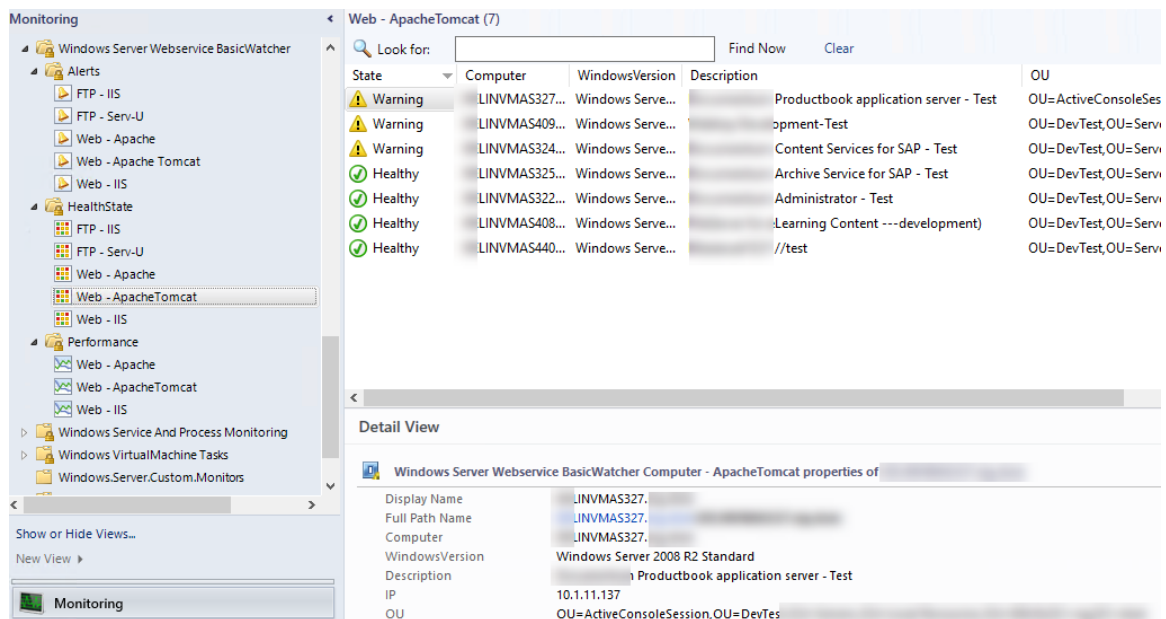 Monitoring
Windows Server Webservice BasicWatcher
Alerts
FTP - IIS
FTP - Serv-U
Web - Apache
Web - Apache Tomcat
Web - IIS
HealthState
FTP - IIS
FTP - Serv-U
Web - Apache
Web - ApacheTomcat
Web - IIS
Performance
Web - Apache
Web - ApacheTomcat
Web - IIS
Windows Service And Process Monitoring
Windows VirtualMachine Tasks
Windows.Server.Custom.Monitors
Show or Hide Views...
New View
Monitoring
Web - ApacheTomcat (7)
Look for: Find Now Clear
State Computer WindowsVersion Description OU
Warning LINVMAS327... Windows Serve... Productbook application server - Test OU=ActiveConsoleSes
Warning LINVMAS409... Windows Serve... opment-Test OU=DevTest,OU=Serve
Warning LINVMAS324... Windows Serve... Content Services for SAP - Test OU=DevTest,OU=Serve
Healthy LINVMAS325... Windows Serve... Archive Service for SAP - Test OU=DevTest,OU=Serve
Healthy LINVMAS322... Windows Serve... Administrator - Test OU=DevTest,OU=Serve
Healthy LINVMAS408... Windows Serve... Learning Content ---development) OU=DevTest,OU=Serve
Healthy LINVMAS440... Windows Serve... //test OU=DevTest,OU=Serve
Detail View
Windows Server Webservice BasicWatcher Computer - ApacheTomcat properties of
Display Name LINVMAS327.
Full Path Name LINVMAS327.
Computer LINVMAS327.
WindowsVersion Windows Server 2008 R2 Standard
Description Productbook application server - Test
IP 10.1.11.137
OU OU=ActiveConsoleSession,OU=DevTes